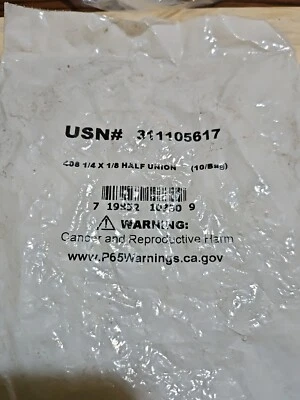 USN# 311105617
1/4 X 1/8 HALF UNION (10/Bag)
⚠ WARNING:
Cancer and Reproductive Harm
www.P65Warnings.ca.gov